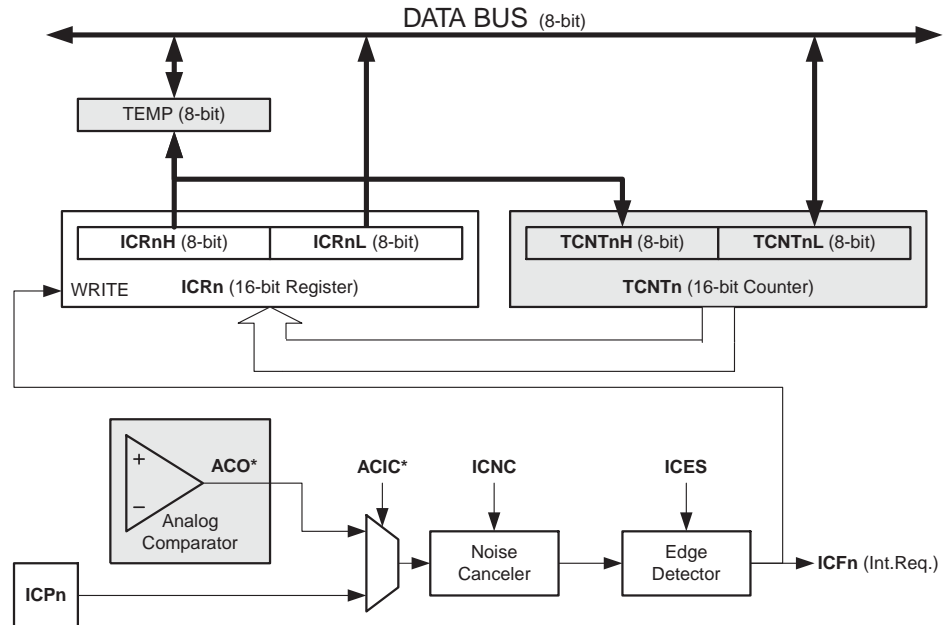 DATA BUS (8-bit)
TEMP (8-bit)
ICRnH (8-bit)
ICRnL (8-bit)
TCNTnH (8-bit)
TCNTnL (8-bit)
WRITE
ICRn (16-bit Register)
TCNTn (16-bit Counter)
+
−
ACO*
Analog
Comparator
ACIC*
ICNC
ICES
Noise
Canceler
Edge
Detector
ICFn (Int.Req.)
ICPn